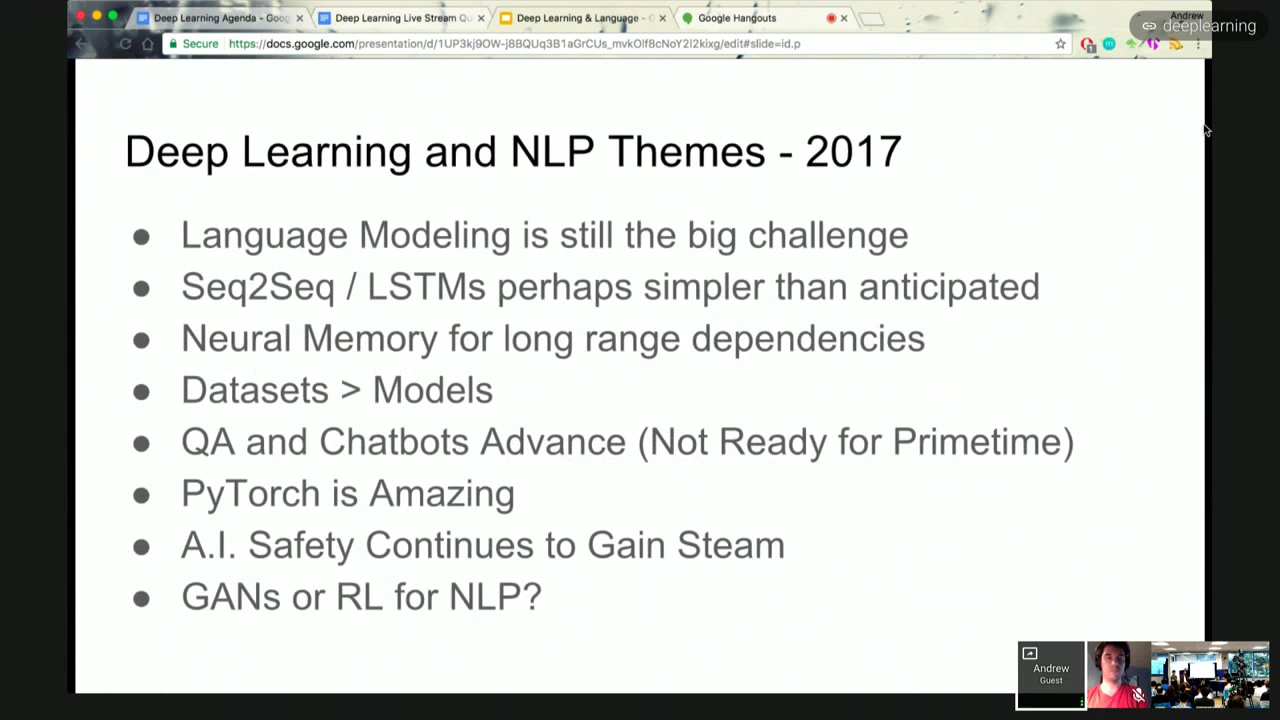 Deep Learning Agenda - Goog
Deep Learning Live Stream Qu
Deep Learning & Language - G
Google Hangouts
Andrew
deeplearning
Secure
https://docs.google.com/presentation/d/1UP3kj9OW-j8BQUq3B1aGrCUs_mvkOlf8cNoY2l2kixg/edit#slide=id.p
Deep Learning and NLP Themes - 2017
● Language Modeling is still the big challenge
● Seq2Seq / LSTMs perhaps simpler than anticipated
● Neural Memory for long range dependencies
● Datasets > Models
● QA and Chatbots Advance (Not Ready for Primetime)
● PyTorch is Amazing
● A.I. Safety Continues to Gain Steam
● GANs or RL for NLP?
Andrew
Guest